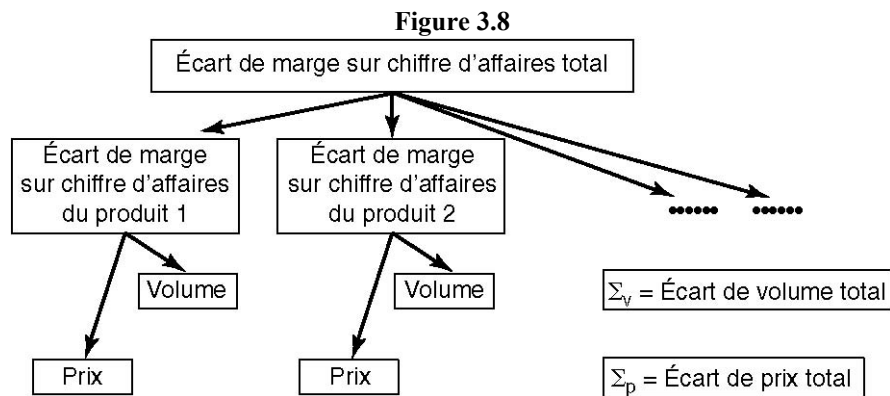 Figure 3.8
Écart de marge sur chiffre d’affaires total
Écart de marge
sur chiffre d’affaires
du produit 1
Écart de marge
sur chiffre d’affaires
du produit 2
Volume
Volume
Σv = Écart de volume total
Prix
Prix
Σp = Écart de prix total